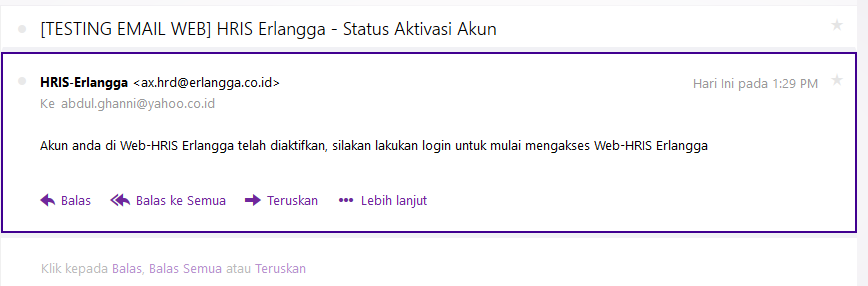 [TESTING EMAIL WEB] HRIS Erlangga - Status Aktivasi Akun
HRIS-Erlangga <ax.hrd@erlangga.co.id> Hari Ini pada 1:29 PM
Ke abdul.ghanni@yahoo.co.id
Akun anda di Web-HRIS Erlangga telah diaktifkan, silakan lakukan login untuk mulai mengakses Web-HRIS Erlangga
Balas Balas ke Semua Teruskan Lebih lanjut
Klik kepada Balas, Balas Semua atau Teruskan